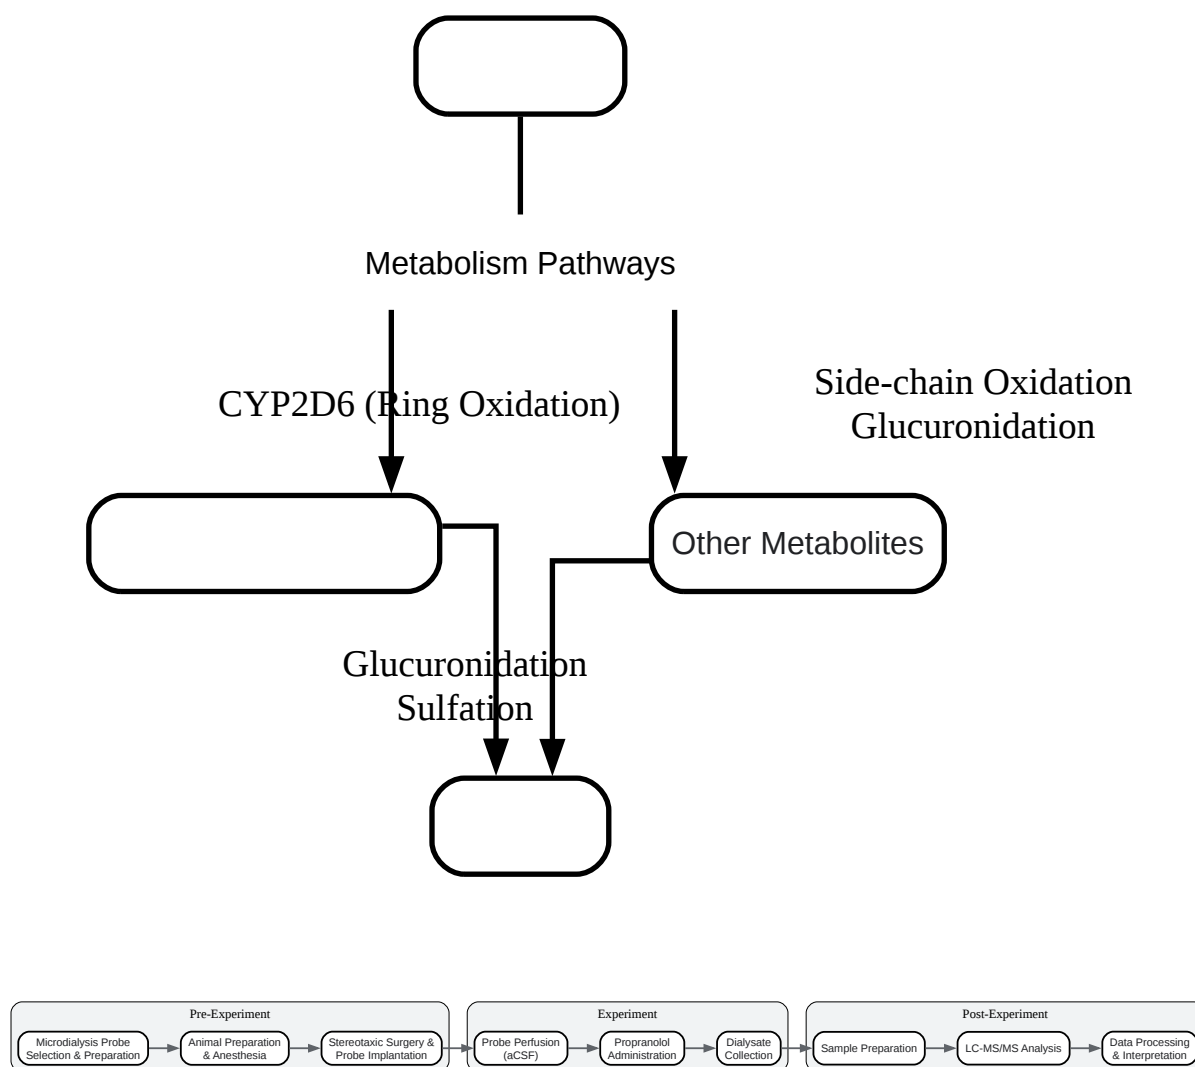 Metabolism Pathways
CYP2D6 (Ring Oxidation)
Side-chain Oxidation
Glucuronidation
Other Metabolites
Glucuronidation
Sulfation
Pre-Experiment
Microdialysis Probe
Selection & Preparation
Animal Preparation
& Anesthesia
Stereotaxic Surgery &
Probe Implantation
Experiment
Probe Perfusion
(aCSF)
Propranolol
Administration
Dialysate
Collection
Post-Experiment
Sample Preparation
LC-MS/MS Analysis
Data Processing
& Interpretation